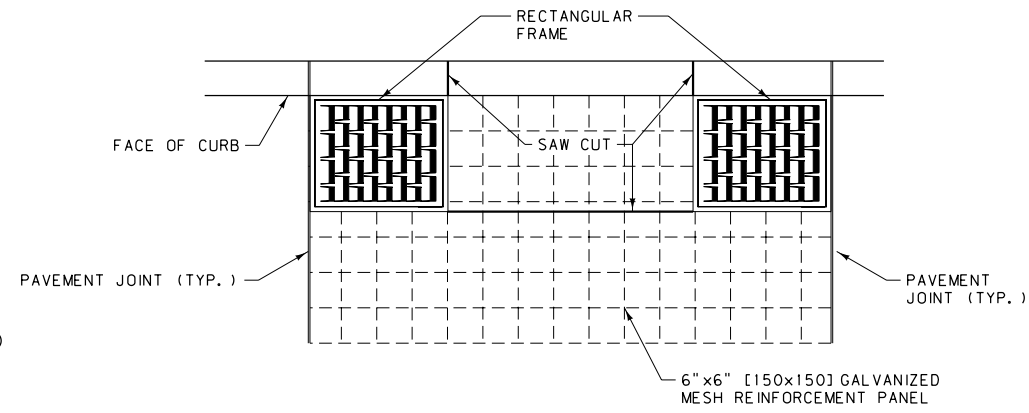 RECTANGULAR
FRAME
FACE OF CURB
SAW CUT
PAVEMENT JOINT (TYP.)
PAVEMENT
JOINT (TYP.)
)
6"x6" [150x150] GALVANIZED
MESH REINFORCEMENT PANEL